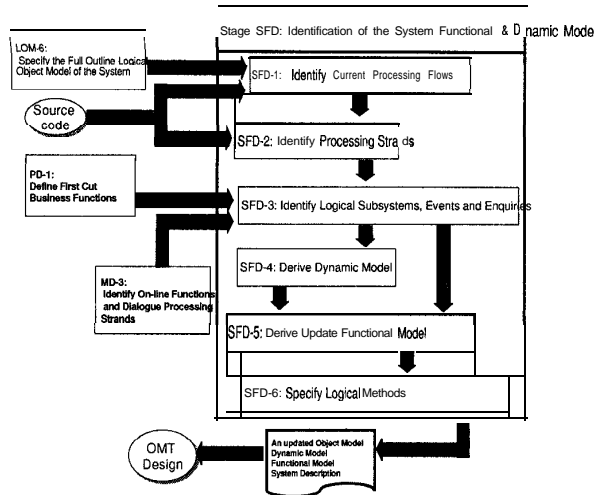 Stage SFD: Identification of the System Functional & Dynamic Mode
LOM-6:
Specify the Full Outline Logical
Object Model of the System
SFD-1: Identify Current Processing Flows
Source
code
SFD-2: Identify Processing Strands
PD-1:
Define First Cut
Business Functions
SFD-3: Identify Logical Subsystems, Events and Enquiries
SFD-4: Derive Dynamic Model
MD-3:
Identify On-line Functions
and Dialogue Processing
Strands
SFD-5: Derive Update Functional Model
SFD-6: Specify Logical Methods
OMT
Design
An updated Object Model
Dynamic Model
Functional Model
System Description